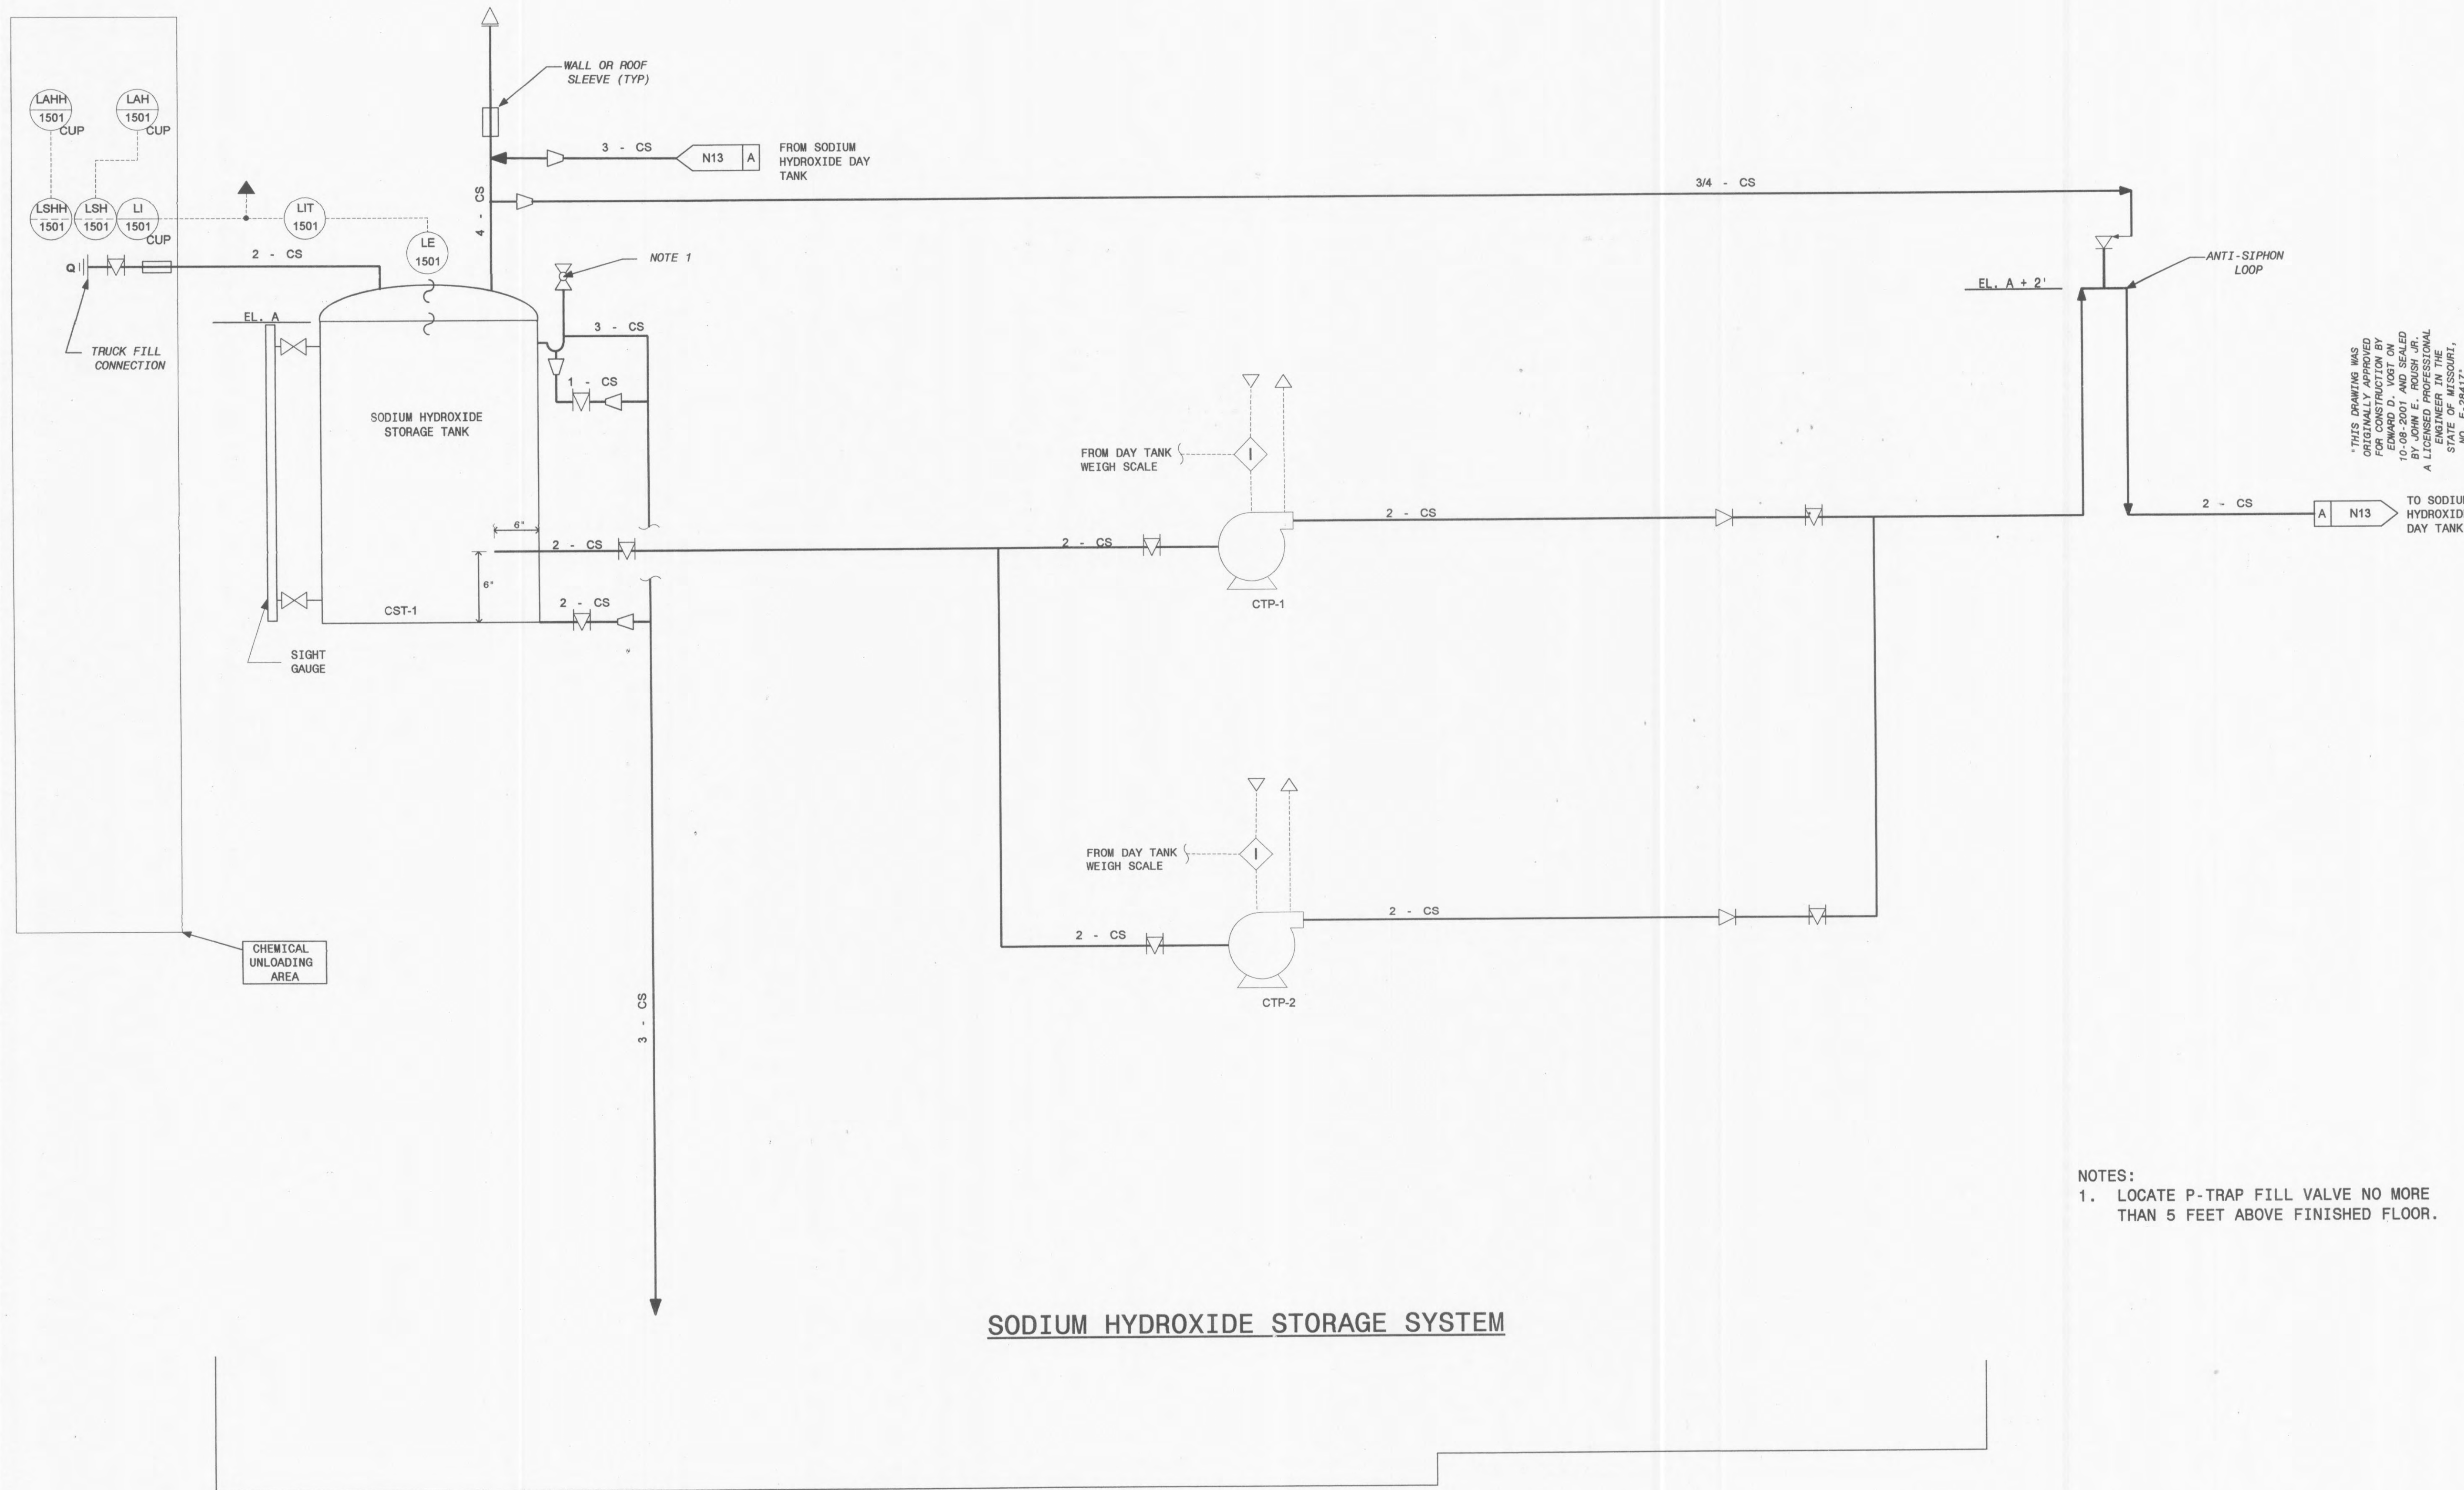 WALL OR ROOF
SLEEVE (TYP)
LAHH
1501
CUP
LAH
1501
CUP
3 - CS
N13 A
FROM SODIUM
HYDROXIDE DAY
TANK
3/4 - CS
4 - CS
LSHH
1501
LSH
1501
LI
1501
CUP
LIT
1501
LE
1501
2 - CS
NOTE 1
TRUCK FILL
CONNECTION
EL. A
3 - CS
1 - CS
SODIUM HYDROXIDE
STORAGE TANK
ANTI-SIPHON
LOOP
EL. A + 2'
"THIS DRAWING WAS
ORIGINALLY APPROVED
FOR CONSTRUCTION BY
EDWARD D. VOGT ON
10-08-2001 AND SEALED
BY JOHN E. ROUSH JR.
A LICENSED PROFESSIONAL
ENGINEER IN THE
STATE OF MISSOURI,
NO. E-28417"
FROM DAY TANK
WEIGH SCALE
I
2 - CS
2 - CS
A N13
TO SODIUM
HYDROXIDE
DAY TANK
6"
2 - CS
2 - CS
6"
CST-1
2 - CS
CTP-1
SIGHT
GAUGE
FROM DAY TANK
WEIGH SCALE
I
2 - CS
2 - CS
CTP-2
CHEMICAL
UNLOADING
AREA
3 - CS
NOTES:
1. LOCATE P-TRAP FILL VALVE NO MORE
THAN 5 FEET ABOVE FINISHED FLOOR.
SODIUM HYDROXIDE STORAGE SYSTEM